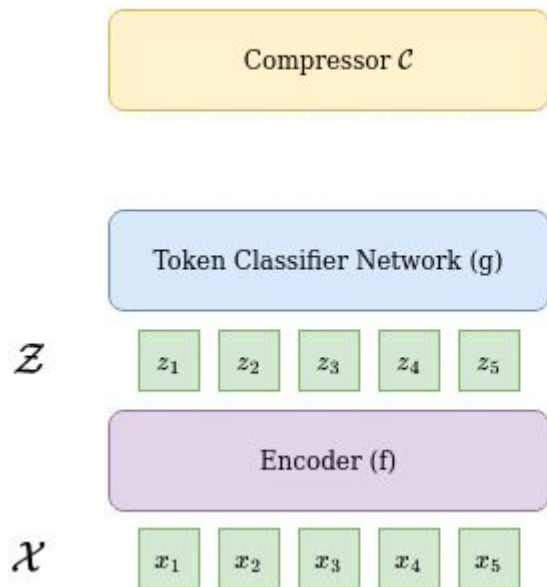 Compressor 𝒞
Token Classifier Network (g)
𝒵 z₁ z₂ z₃ z₄ z₅
Encoder (f)
𝒳 x₁ x₂ x₃ x₄ x₅